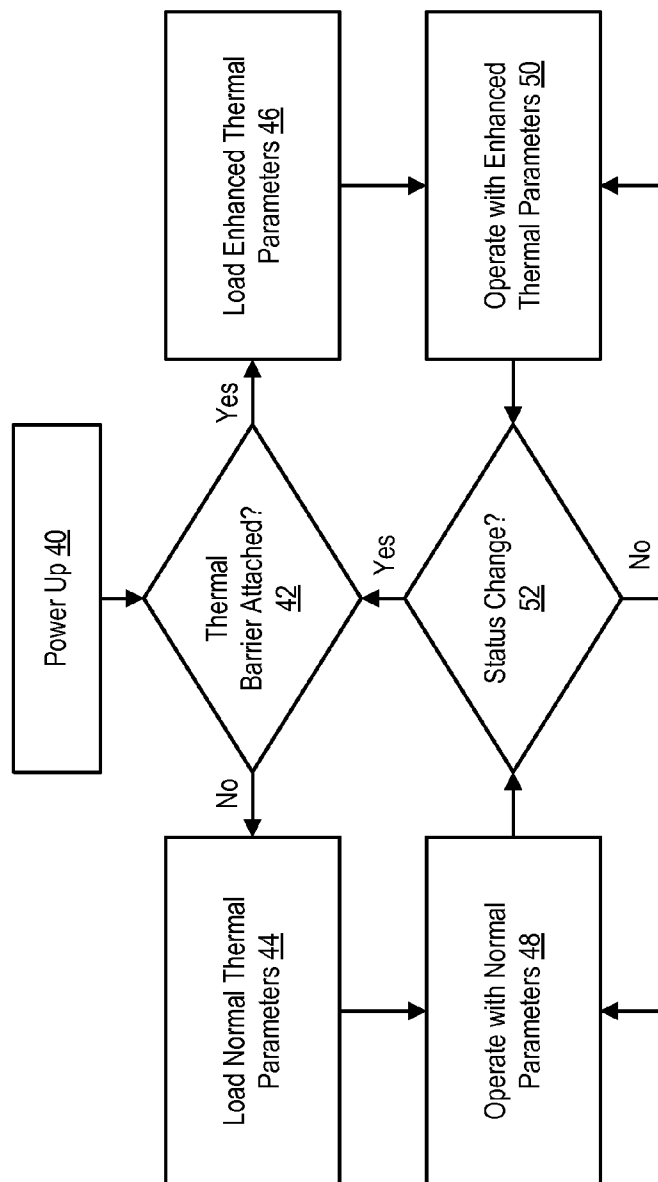 Power Up 40
Thermal
Barrier Attached?
42
No
Yes
Load Normal Thermal
Parameters 44
Load Enhanced Thermal
Parameters 46
Operate with Normal
Parameters 48
Yes
Status Change?
52
Operate with Enhanced
Thermal Parameters 50
No